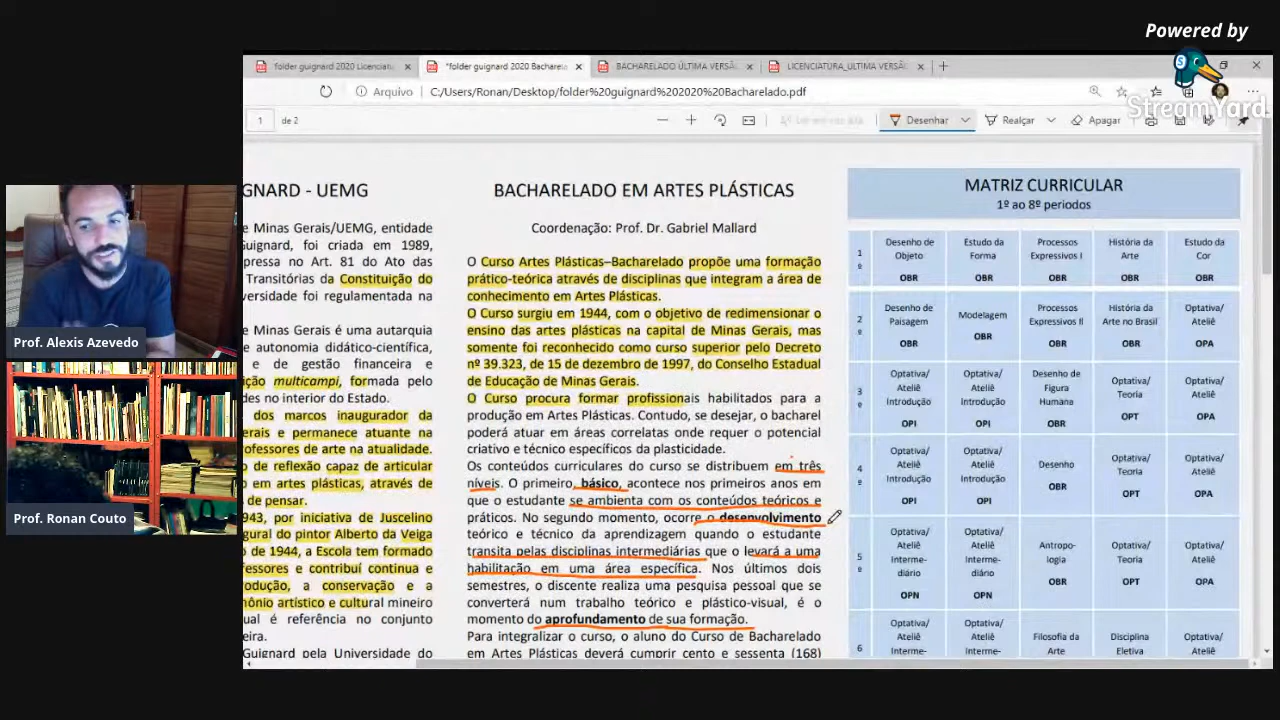 Powered by
StreamYard
folder guignard 2020 Licenciatu
*folder guignard 2020 Bacharela
BACHARELADO ÚLTIMA VERSÃ
LICENCIATURA_ULTIMA VERSÃ
Arquivo
C:/Users/Ronan/Desktop/folder%20guignard%202020%20Bacharelado.pdf
1
de 2
Desenhar
Realçar
Apagar
Prof. Alexis Azevedo
Prof. Ronan Couto
GNARD - UEMG
e Minas Gerais/UEMG, entidade
Guignard, foi criada em 1989,
pressa no Art. 81 do Ato das
Transitórias da Constituição do
versidade foi regulamentada na
e Minas Gerais é uma autarquia
e autonomia didático-científica,
e de gestão financeira e
ição multicampi, formada pelo
des no interior do Estado.
dos marcos inaugurador da
erais e permanece atuante na
ofessores de arte na atualidade.
o de reflexão capaz de articular
em artes plásticas, através de
de pensar.
943, por iniciativa de Juscelino
gural do pintor Alberto da Veiga
o de 1944, a Escola tem formado
fessores e contribuí continua e
rodução, a conservação e a
mônio artístico e cultural mineiro
ual é referência no conjunto
eira.
Guignard pela Universidade do
BACHARELADO EM ARTES PLÁSTICAS
Coordenação: Prof. Dr. Gabriel Mallard
O Curso Artes Plásticas–Bacharelado propõe uma formação
prático-teórica através de disciplinas que integram a área de
conhecimento em Artes Plásticas.
O Curso surgiu em 1944, com o objetivo de redimensionar o
ensino das artes plásticas na capital de Minas Gerais, mas
somente foi reconhecido como curso superior pelo Decreto
nº 39.323, de 15 de dezembro de 1997, do Conselho Estadual
de Educação de Minas Gerais.
O Curso procura formar profissionais habilitados para a
produção em Artes Plásticas. Contudo, se desejar, o bacharel
poderá atuar em áreas correlatas onde requer o potencial
criativo e técnico específicos da plasticidade.
Os conteúdos curriculares do curso se distribuem em três
níveis. O primeiro, básico, acontece nos primeiros anos em
que o estudante se ambienta com os conteúdos teóricos e
práticos. No segundo momento, ocorre o desenvolvimento
teórico e técnico da aprendizagem quando o estudante
transita pelas disciplinas intermediárias que o levará a uma
habilitação em uma área específica. Nos últimos dois
semestres, o discente realiza uma pesquisa pessoal que se
converterá num trabalho teórico e plástico-visual, é o
momento do aprofundamento de sua formação.
Para integralizar o curso, o aluno do Curso de Bacharelado
em Artes Plásticas deverá cumprir cento e sessenta (168)
MATRIZ CURRICULAR
1º ao 8º periodos
1º
Desenho de Objeto OBR
Estudo da Forma OBR
Processos Expressivos I OBR
História da Arte OBR
Estudo da Cor OBR
2º
Desenho de Paisagem OBR
Modelagem OBR
Processos Expressivos II OBR
História da Arte no Brasil OBR
Optativa/ Ateliê OPA
3º
Optativa/ Ateliê Introdução OPI
Optativa/ Ateliê Introdução OPI
Desenho de Figura Humana OBR
Optativa/ Teoria OPT
Optativa/ Ateliê OPA
4º
Optativa/ Ateliê Introdução OPI
Optativa/ Ateliê Introdução OPI
Desenho OBR
Optativa/ Teoria OPT
Optativa/ Ateliê OPA
5º
Optativa/ Ateliê Interme- diário OPN
Optativa/ Ateliê Interme- diário OPN
Antropo- logia OBR
Optativa/ Teoria OPT
Optativa/ Ateliê OPA
6
Optativa/ Ateliê Interme-
Optativa/ Ateliê Interme-
Filosofia da Arte
Disciplina Eletiva
Optativa/ Ateliê